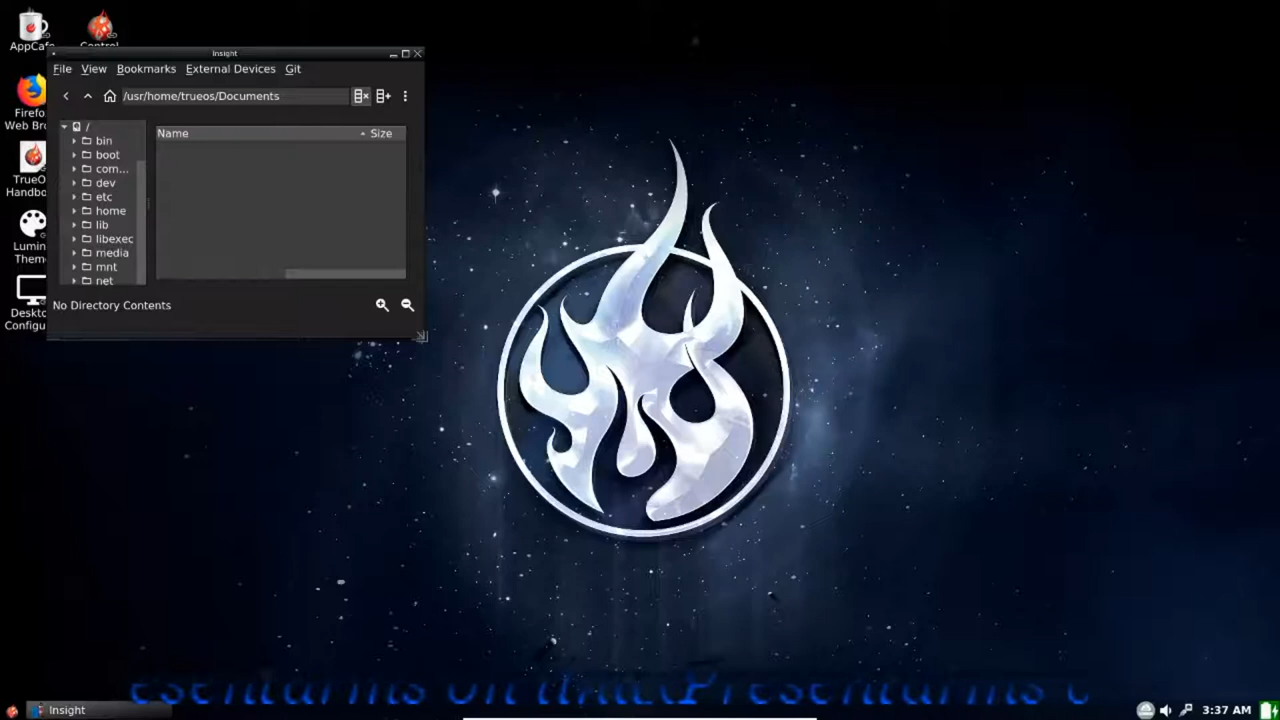 AppCafe
Control
Insight
File View Bookmarks External Devices Git
/usr/home/trueos/Documents
/
bin
boot
com...
dev
etc
home
lib
libexec
media
mnt
net
Name Size
No Directory Contents
Firefo
Web Bro
TrueO
Handbo
Lumin
Them
Deskto
Configu
Insight
3:37 AM